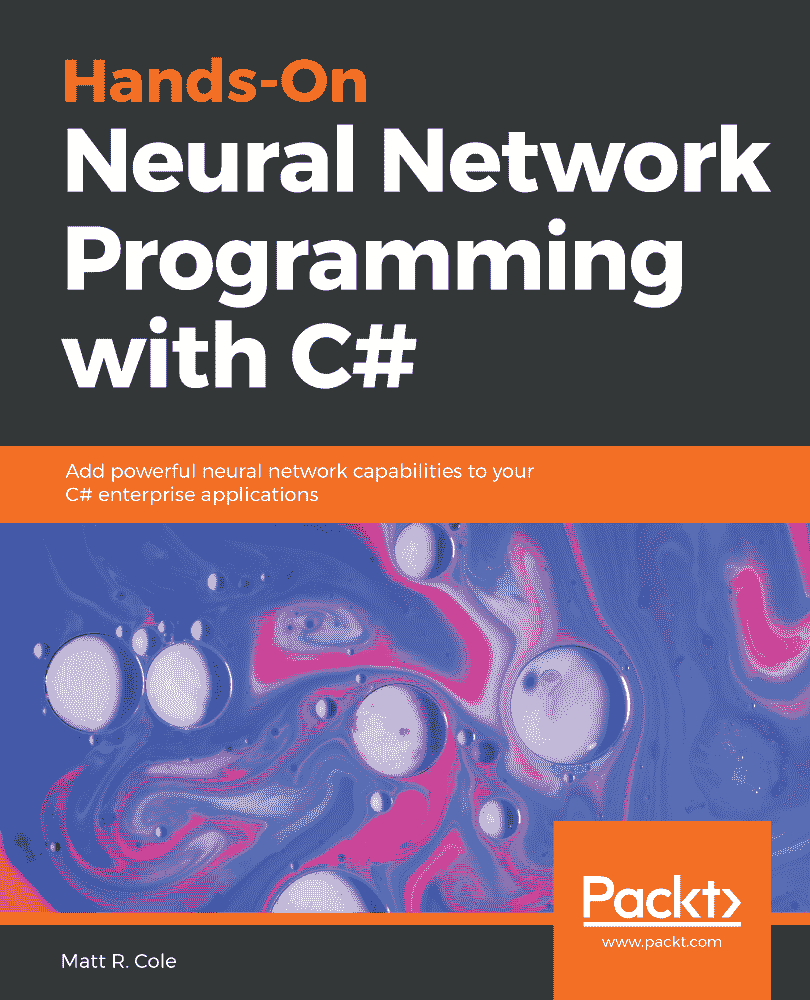 Hands-On
Neural Network
Programming
with C#
Add powerful neural network capabilities to your
C# enterprise applications
Packt>
www.packt.com
Matt R. Cole